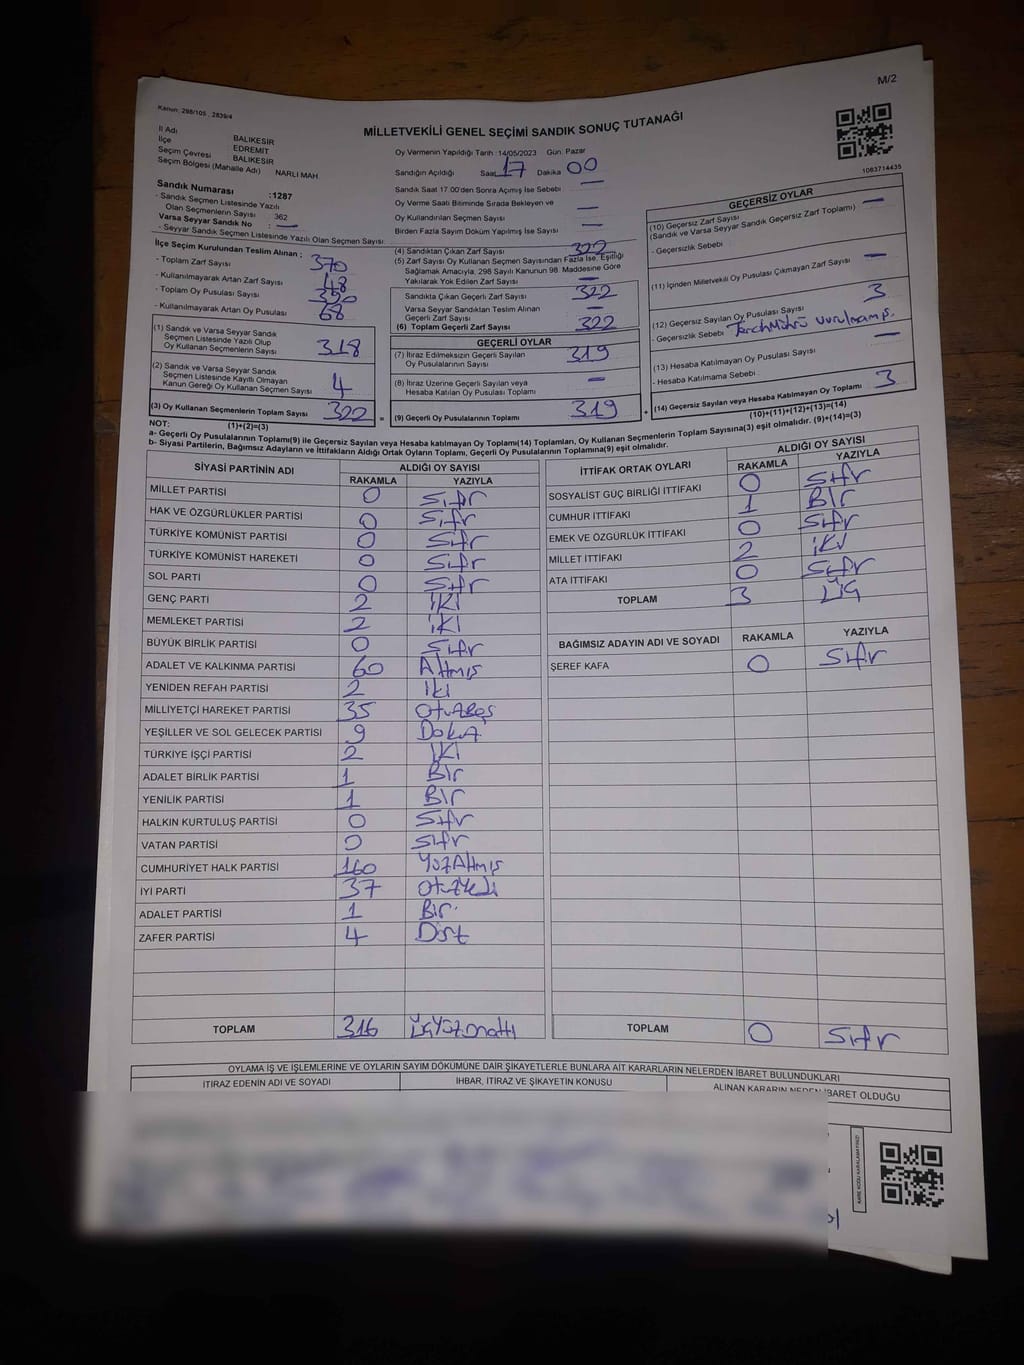 M/2
Kanun: 298/105 , 2839/4
MİLLETVEKİLİ GENEL SEÇİMİ SANDIK SONUÇ TUTANAĞI
1063714435
İl Adı BALIKESİR
İlçe EDREMİT
Seçim Çevresi BALIKESİR
Seçim Bölgesi (Mahalle Adı) NARLI MAH
Sandık Numarası :1287
- Sandık Seçmen Listesinde Yazılı
Olan Seçmenlerin Sayısı : 362
Varsa Seyyar Sandık No : —
- Seyyar Sandık Seçmen Listesinde Yazılı Olan Seçmen Sayısı:
İlçe Seçim Kurulundan Teslim Alınan :
- Toplam Zarf Sayısı 370
- Kullanılmayarak Artan Zarf Sayısı 48
- Toplam Oy Pusulası Sayısı
- Kullanılmayarak Artan Oy Pusulası 68
(1) Sandık ve Varsa Seyyar Sandık
Seçmen Listesinde Yazılı Olup
Oy Kullanan Seçmenlerin Sayısı 318
(2) Sandık ve Varsa Seyyar Sandık
Seçmen Listesinde Kayıtlı Olmayan
Kanun Gereği Oy Kullanan Seçmen Sayısı 4
(3) Oy Kullanan Seçmenlerin Toplam Sayısı 322 =
(1)+(2)=(3)
Oy Vermenin Yapıldığı Tarih :14/05/2023 Gün: Pazar
Sandığın Açıldığı Saat 17 Dakika 00
Sandık Saat 17.00'den Sonra Açımış İse Sebebi —
Oy Verme Saati Bitiminde Sırada Bekleyen ve
Oy Kullandırılan Seçmen Sayısı —
Birden Fazla Sayım Döküm Yapılmış İse Sayısı —
(4) Sandıktan Çıkan Zarf Sayısı 322
(5) Zarf Sayısı Oy Kullanan Seçmen Sayısından Fazla İse, Eşitliği
Sağlamak Amacıyla, 298 Sayılı Kanunun 98. Maddesine Göre
Yakılarak Yok Edilen Zarf Sayısı —
Sandıkta Çıkan Geçerli Zarf Sayısı 322
Varsa Seyyar Sandıktan Teslim Alınan
Geçerli Zarf Sayısı
(6) Toplam Geçerli Zarf Sayısı 322
GEÇERLİ OYLAR
(7) İtiraz Edilmeksizin Geçerli Sayılan
Oy Pusulalarının Sayısı 319
(8) İtiraz Üzerine Geçerli Sayılan veya
Hesaba Katılan Oy Pusulası Toplamı —
(9) Geçerli Oy Pusulalarının Toplamı 319 +
GEÇERSİZ OYLAR
(10) Geçersiz Zarf Sayısı
(Sandık ve Varsa Seyyar Sandık Geçersiz Zarf Toplamı) —
- Geçersizlik Sebebi :
(11) İçinden Milletvekili Oy Pusulası Çıkmayan Zarf Sayısı —
(12) Geçersiz Sayılan Oy Pusulası Sayısı 3
- Geçersizlik Sebebi : Tercih Mührü vurulmamış.
(13) Hesaba Katılmayan Oy Pusulası Sayısı —
- Hesaba Katılmama Sebebi :
(14) Geçersiz Sayılan veya Hesaba Katılmayan Oy Toplamı 3
(10)+(11)+(12)+(13)=(14)
NOT:
a- Geçerli Oy Pusulalarının Toplamı(9) ile Geçersiz Sayılan veya Hesaba katılmayan Oy Toplamı(14) Toplamları, Oy Kullanan Seçmenlerin Toplam Sayısına(3) eşit olmalıdır. (9)+(14)=(3)
b- Siyasi Partilerin, Bağımsız Adayların ve İttifakların Aldığı Ortak Oyların Toplamı, Geçerli Oy Pusulalarının Toplamına(9) eşit olmalıdır.
SİYASİ PARTİNİN ADI ALDIĞI OY SAYISI
RAKAMLA YAZIYLA
MİLLET PARTİSİ 0 Sıfır
HAK VE ÖZGÜRLÜKLER PARTİSİ 0 Sıfır
TÜRKİYE KOMÜNİST PARTİSİ 0 Sıfır
TÜRKİYE KOMÜNİST HAREKETİ 0 Sıfır
SOL PARTİ 0 Sıfır
GENÇ PARTİ 2 İKİ
MEMLEKET PARTİSİ 2 İKİ
BÜYÜK BİRLİK PARTİSİ 0 Sıfır
ADALET VE KALKINMA PARTİSİ 60 Altmış
YENİDEN REFAH PARTİSİ 2 İki
MİLLİYETÇİ HAREKET PARTİSİ 35 OtuzBeş
YEŞİLLER VE SOL GELECEK PARTİSİ 9 Dokuz
TÜRKİYE İŞÇİ PARTİSİ 2 İKİ
ADALET BİRLİK PARTİSİ 1 Bir
YENİLİK PARTİSİ 1 Bir
HALKIN KURTULUŞ PARTİSİ 0 Sıfır
VATAN PARTİSİ 0 Sıfır
CUMHURİYET HALK PARTİSİ 160 YüzAltmış
İYİ PARTİ 37 OtuzYedi
ADALET PARTİSİ 1 Bir
ZAFER PARTİSİ 4 Dört
TOPLAM 316 ÜçYüzonaltı
İTTİFAK ORTAK OYLARI ALDIĞI OY SAYISI
RAKAMLA YAZIYLA
SOSYALİST GÜÇ BİRLİĞİ İTTİFAKI 0 Sıfır
CUMHUR İTTİFAKI 1 Bir
EMEK VE ÖZGÜRLÜK İTTİFAKI 0 Sıfır
MİLLET İTTİFAKI 2 İki
ATA İTTİFAKI 0 Sıfır
TOPLAM 3 ÜÇ
BAĞIMSIZ ADAYIN ADI VE SOYADI RAKAMLA YAZIYLA
ŞEREF KAFA 0 Sıfır
TOPLAM 0 Sıfır
OYLAMA İŞ VE İŞLEMLERİNE VE OYLARIN SAYIM DÖKÜMÜNE DAİR ŞİKAYETLERLE BUNLARA AİT KARARLARIN NELERDEN İBARET BULUNDUKLARI
İTİRAZ EDENİN ADI VE SOYADI İHBAR, İTİRAZ VE ŞİKAYETİN KONUSU ALINAN KARARIN NEDEN İBARET OLDUĞU
KARE KODU KARALAMAYINIZ!